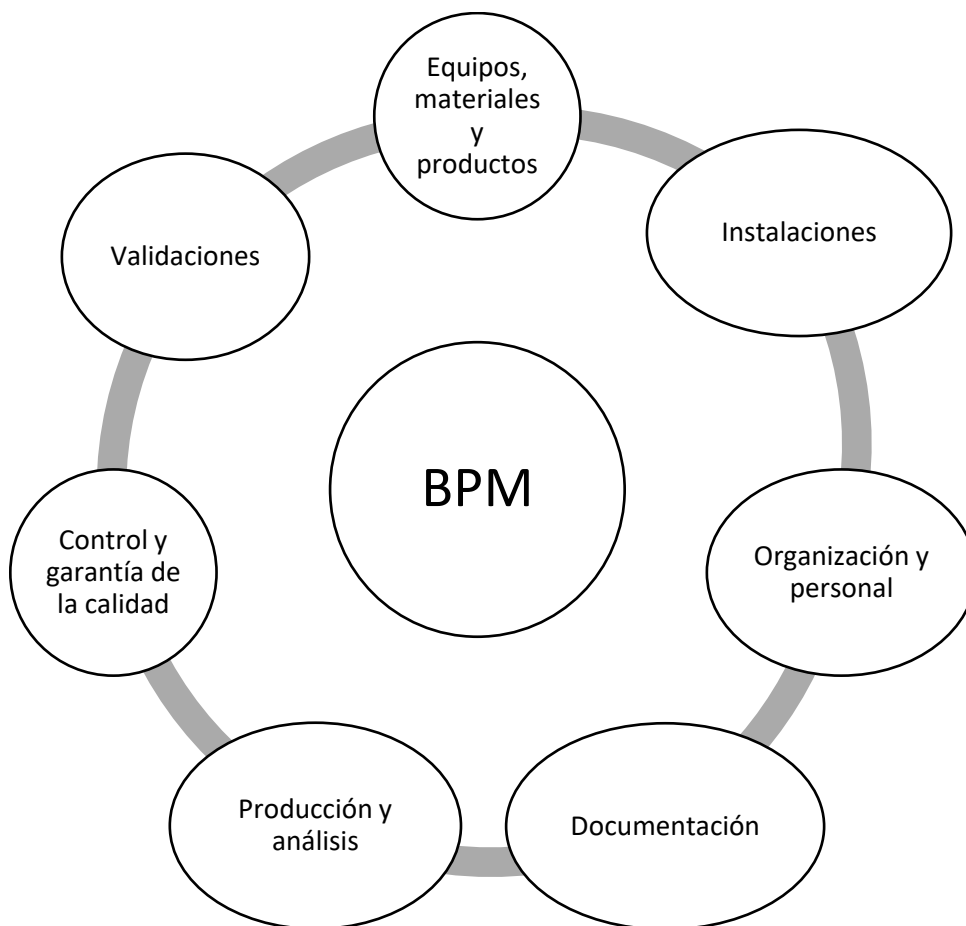 Equipos,
materiales
y
productos
Instalaciones
Organización y
personal
Documentación
Producción y
análisis
Control y
garantía de
la calidad
Validaciones
BPM